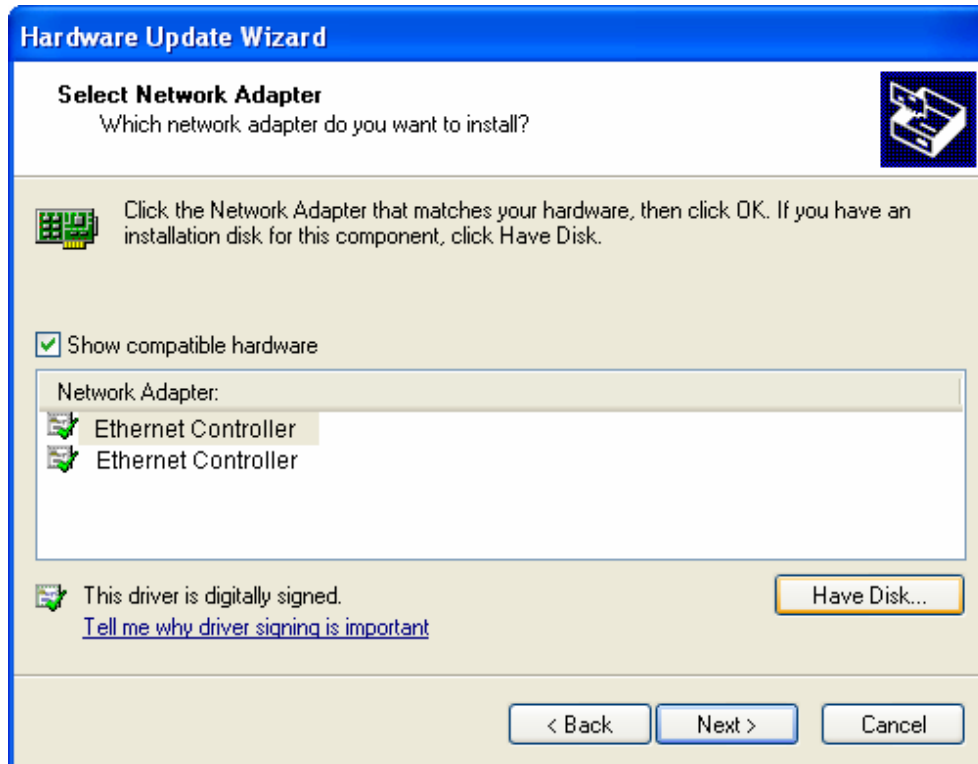 Hardware Update Wizard
Select Network Adapter
Which network adapter do you want to install?
Click the Network Adapter that matches your hardware, then click OK. If you have an
installation disk for this component, click Have Disk.
Show compatible hardware
Network Adapter:
Ethernet Controller
Ethernet Controller
This driver is digitally signed.
Have Disk...
Tell me why driver signing is important
< Back
Next >
Cancel